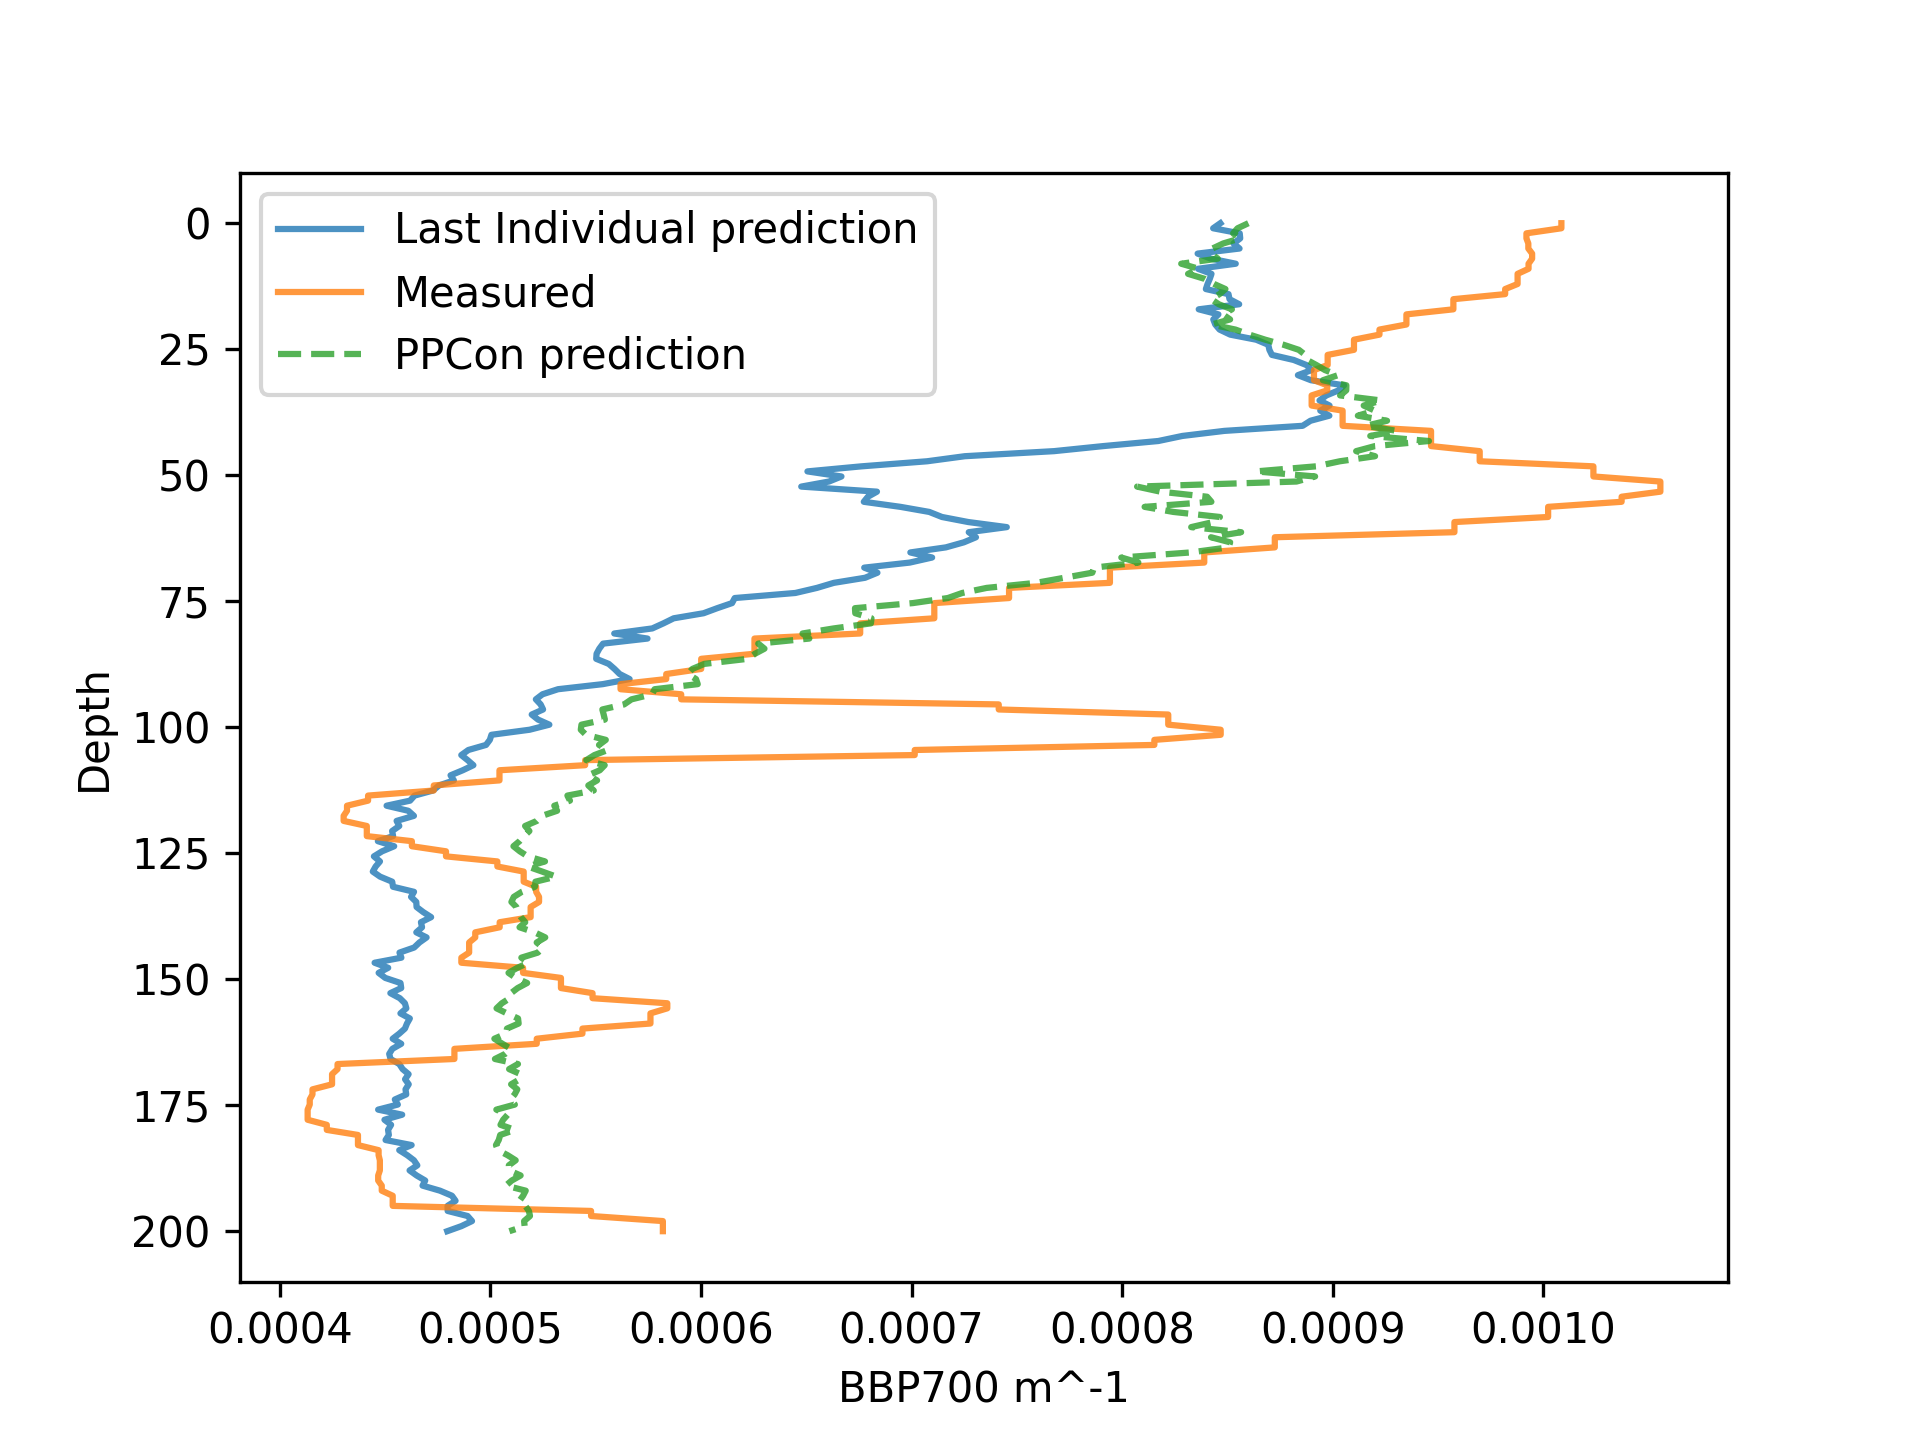 Last Individual prediction
Measured
PPCon prediction
0
25
50
75
100
125
150
175
200
Depth
0.0004 0.0005 0.0006 0.0007 0.0008 0.0009 0.0010
BBP700 m^-1